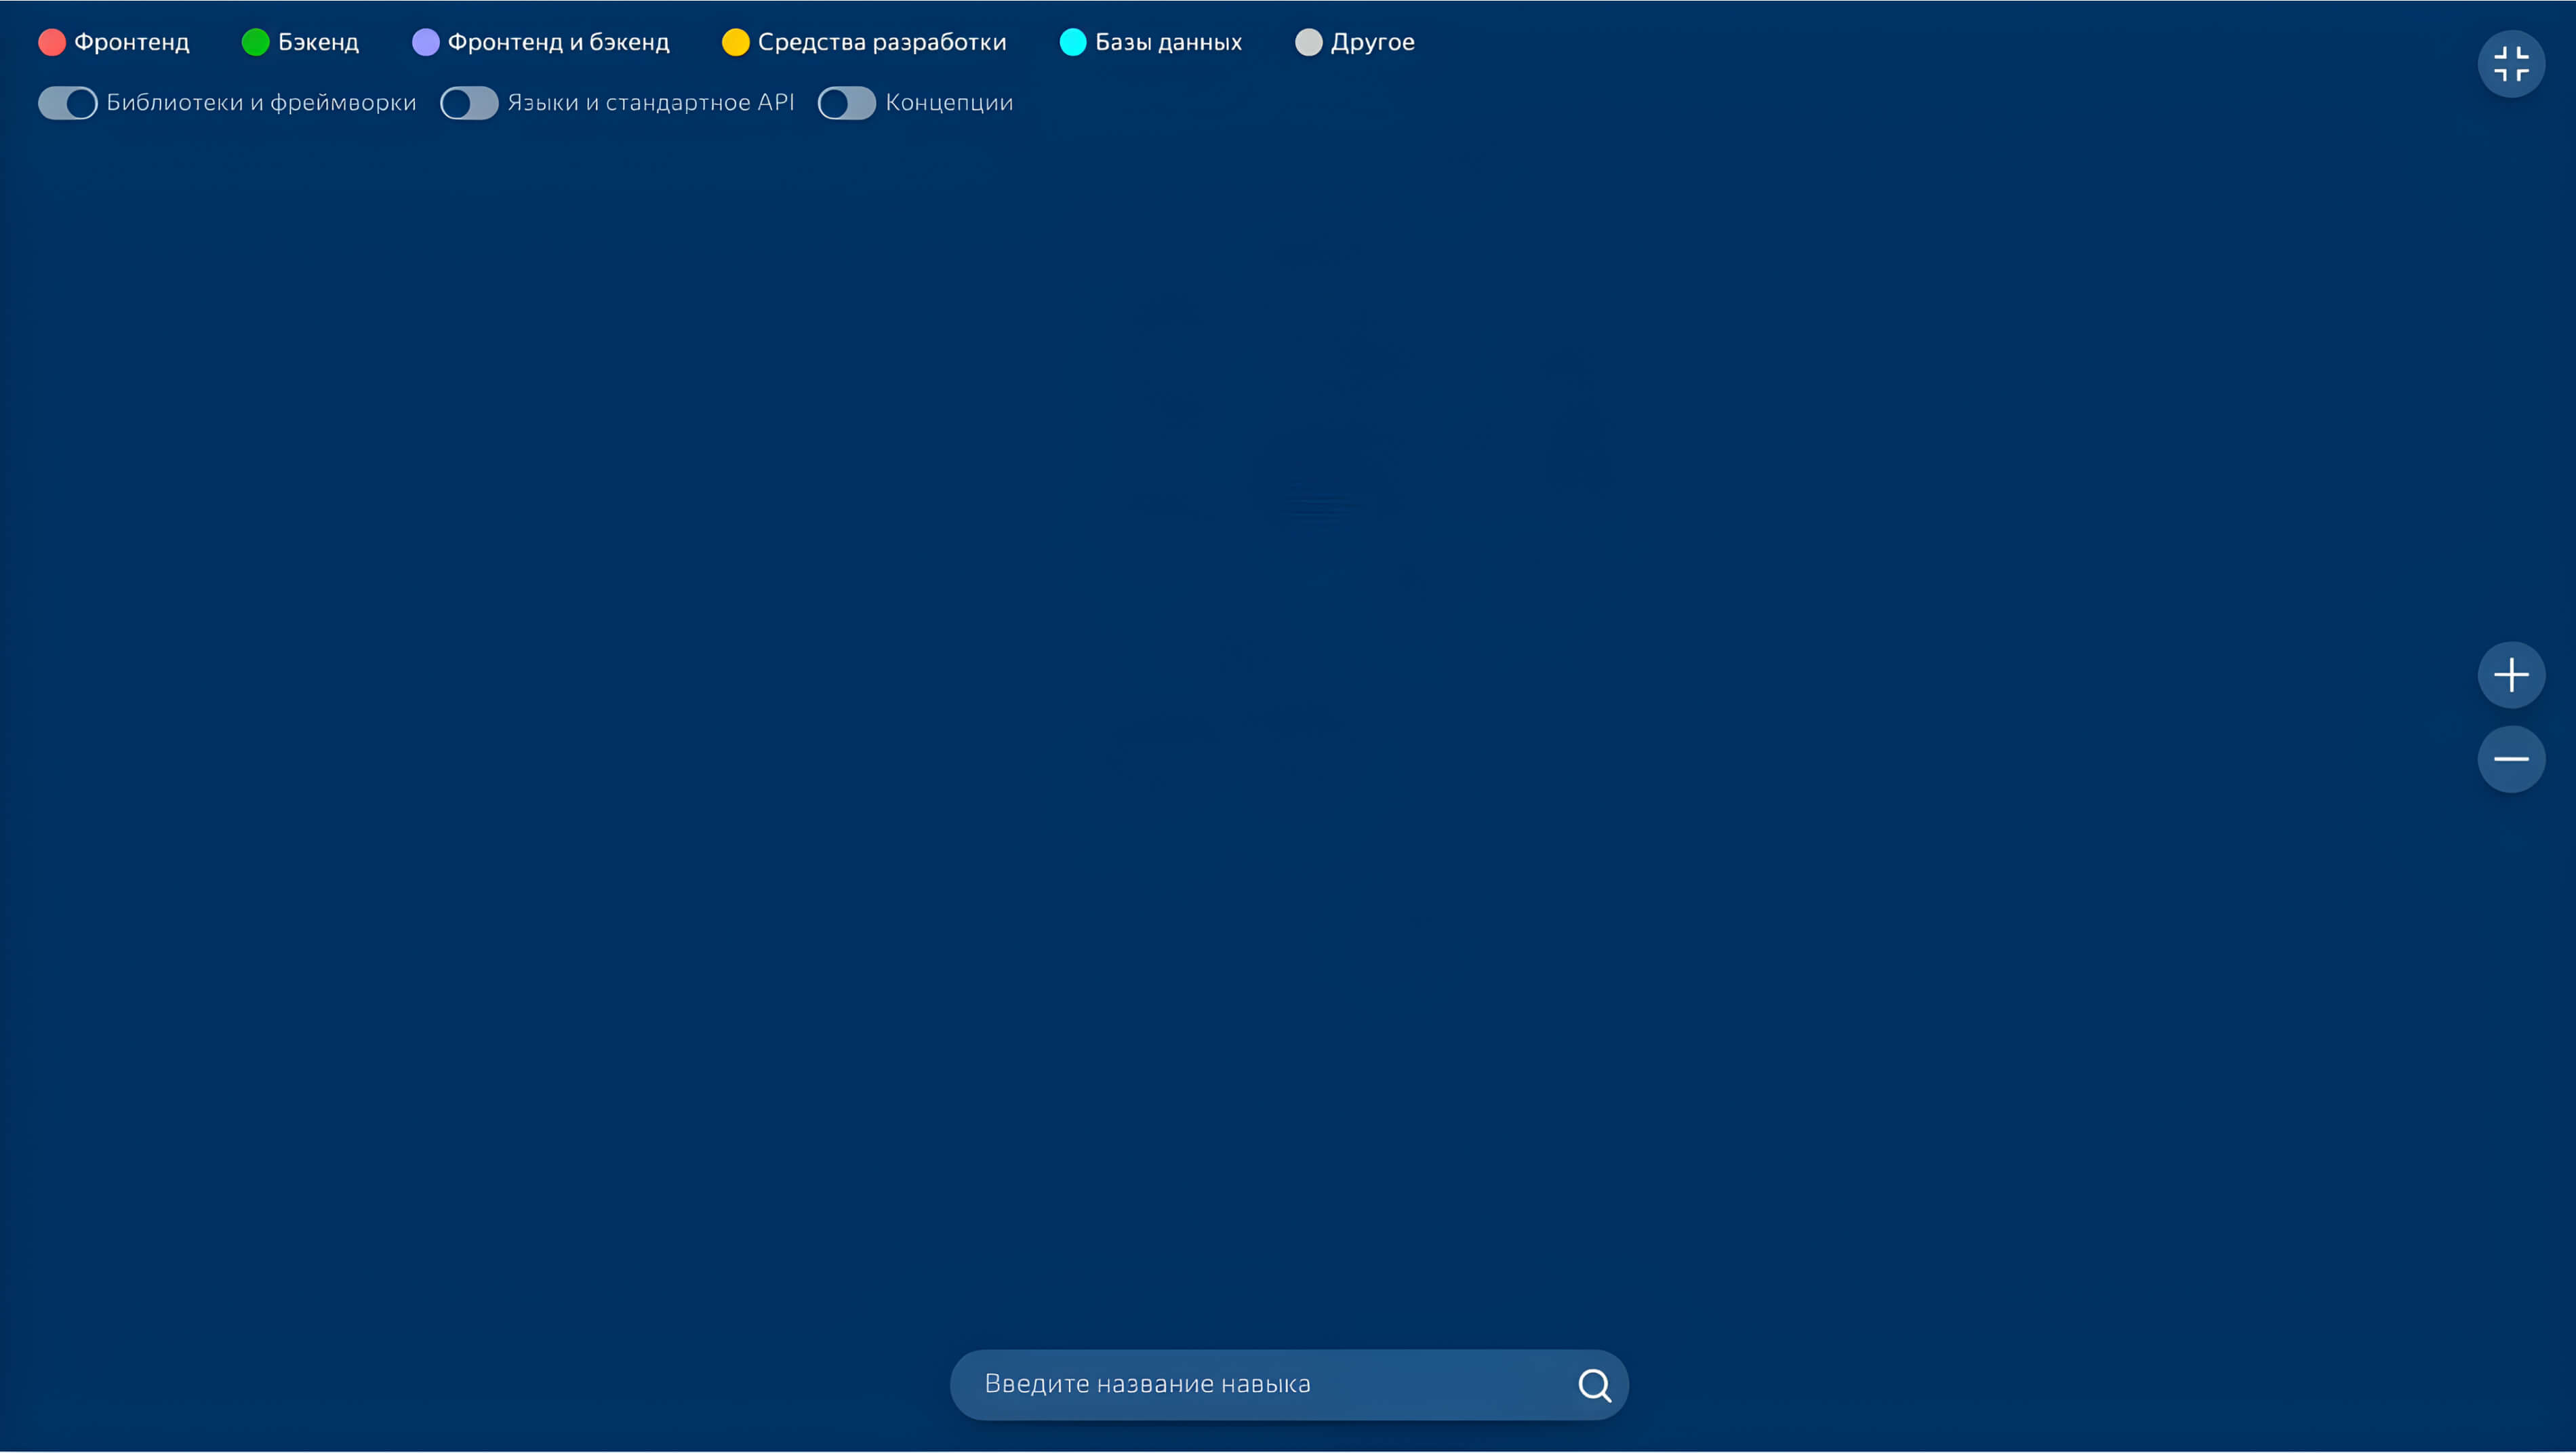 Фронтенд Бэкенд Фронтенд и бэкенд Средства разработки Базы данных Другое
Библиотеки и фреймворки Языки и стандартное API Концепции
Введите название навыка